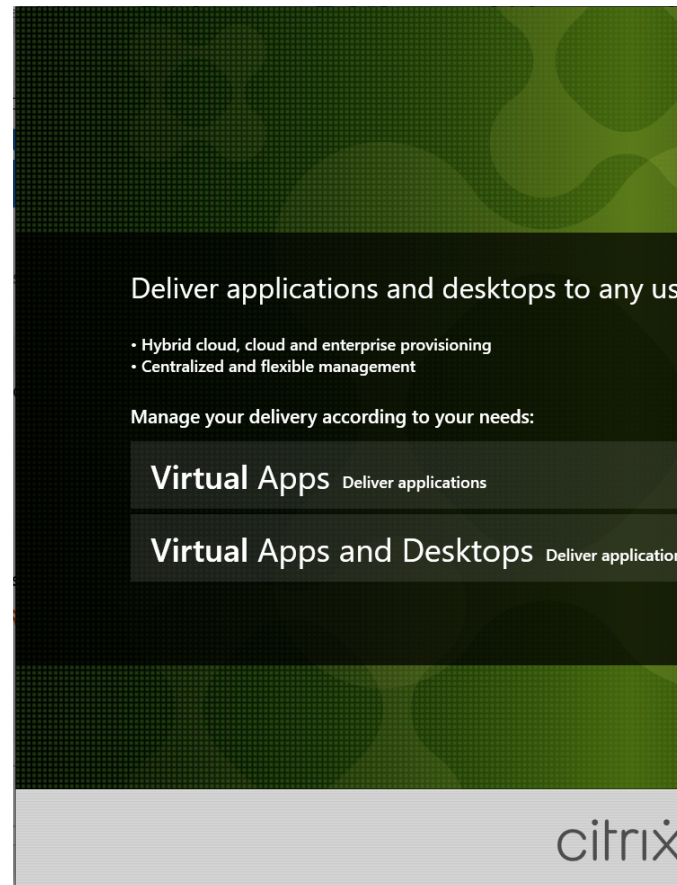 Deliver applications and desktops to any us
• Hybrid cloud, cloud and enterprise provisioning
• Centralized and flexible management
Manage your delivery according to your needs:
Virtual Apps Deliver applications
Virtual Apps and Desktops Deliver application
citrix